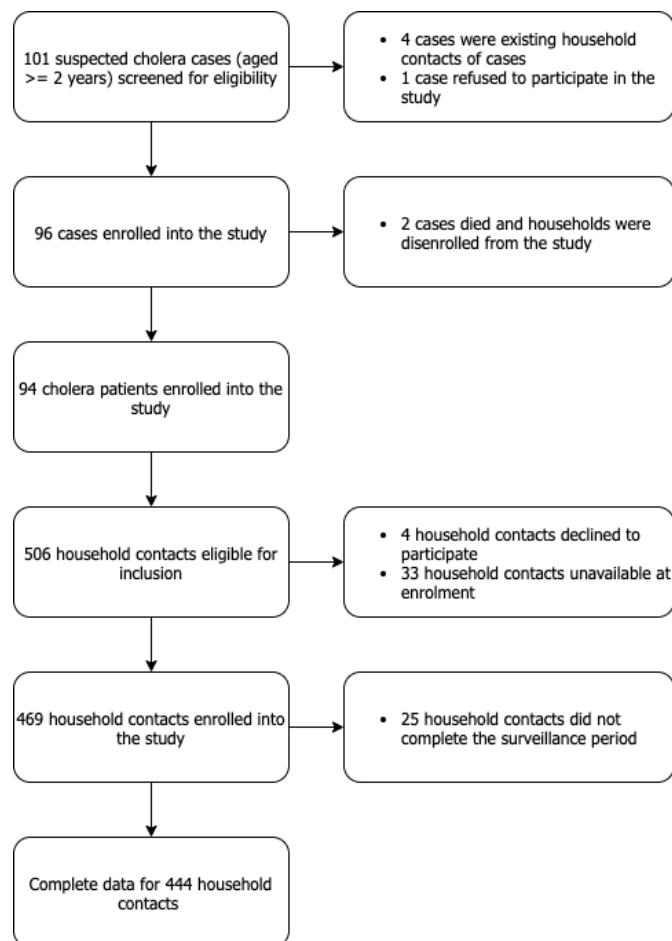 101 suspected cholera cases (aged
>= 2 years) screened for eligibility
• 4 cases were existing household
contacts of cases
• 1 case refused to participate in the
study
96 cases enrolled into the study
• 2 cases died and households were
disenrolled from the study
94 cholera patients enrolled into the
study
506 household contacts eligible for
inclusion
• 4 household contacts declined to
participate
• 33 household contacts unavailable at
enrolment
469 household contacts enrolled into
the study
• 25 household contacts did not
complete the surveillance period
Complete data for 444 household
contacts